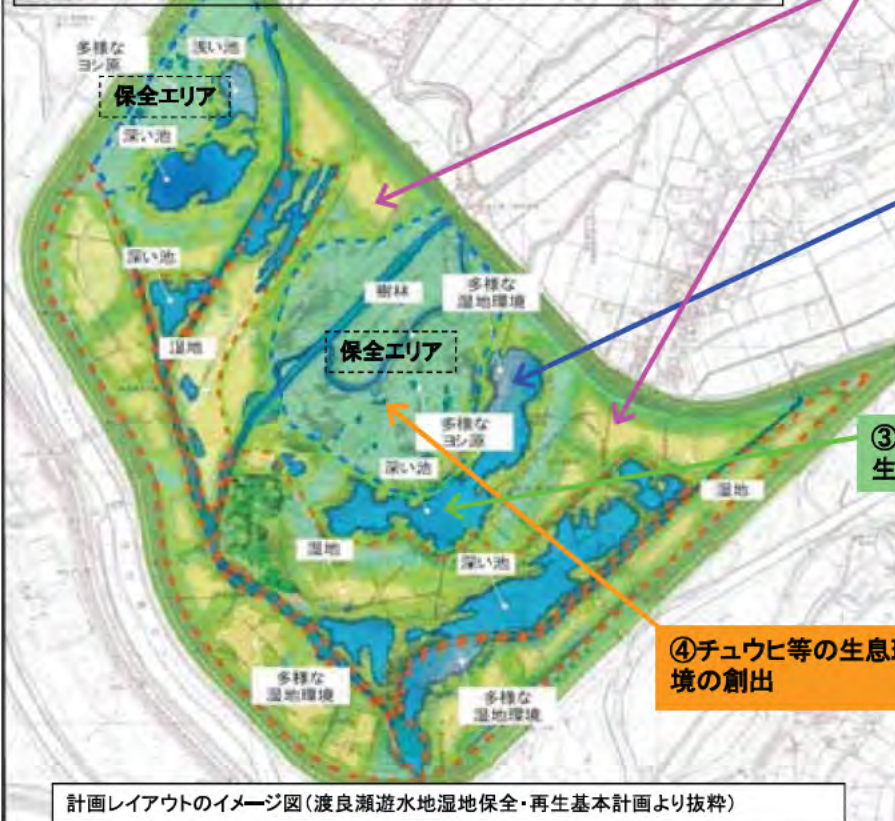 多様な
ヨシ原
浅い池
保全エリア
深い池
深い池
湿地
樹林
多様な
湿地環境
保全エリア
多様な
ヨシ原
深い池
湿地
深い池
湿地
③
生
④チュウヒ等の生息環
境の創出
多様な
湿地環境
多様な
湿地環境
計画レイアウトのイメージ図(渡良瀬遊水地湿地保全・再生基本計画より抜粋)